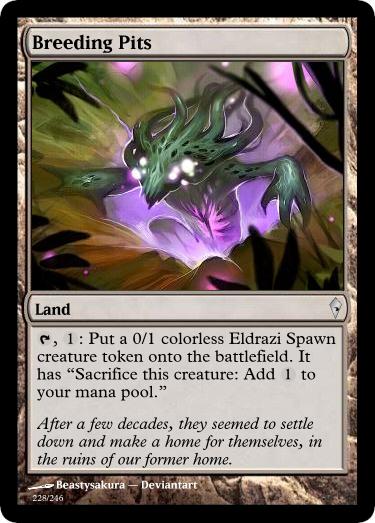 Breeding Pits
Land
, 1 : Put a 0/1 colorless Eldrazi Spawn
creature token onto the battlefield. It
has “Sacrifice this creature: Add 1 to
your mana pool.”
After a few decades, they seemed to settle
down and make a home for themselves, in
the ruins of our former home.
Beastysakura — Deviantart
228/246